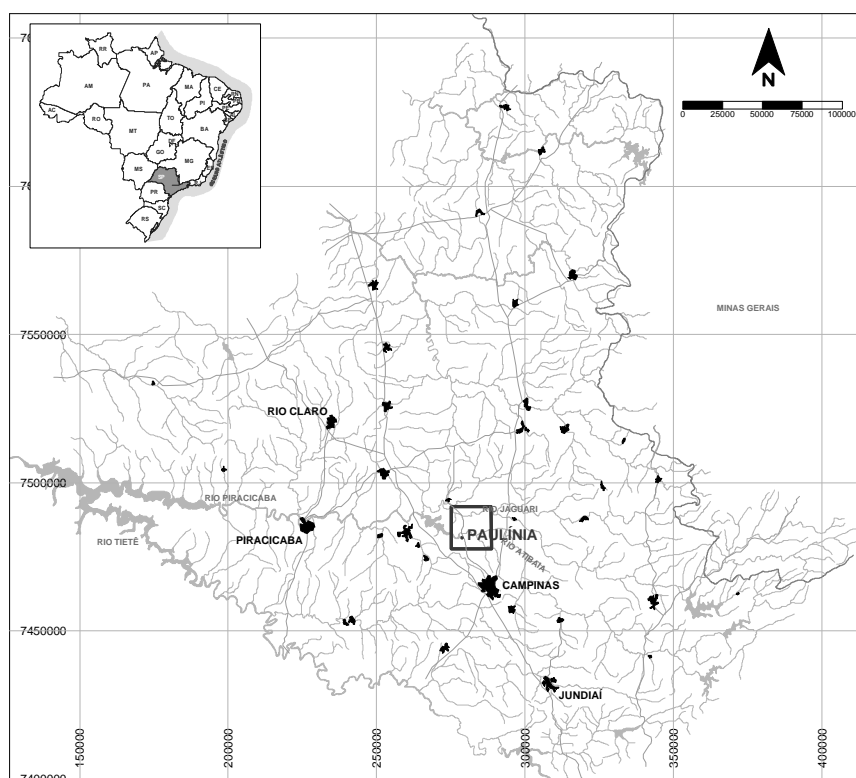 RR
AP
AM
PA
MA
CE
PI
AC
RO
TO
MT
BA
DF
GO
MG
MS
SP
PR
SC
RS
N
0 25000 50000 75000 100000
MINAS GERAIS
7550000
RIO CLARO
7500000
RIO PIRACICABA
RIO JAGUARI
PIRACICABA
RIO TIETÊ
PAULÍNIA
RIO ATIBAIA
CAMPINAS
7450000
JUNDIAÍ
150000
200000
250000
300000
350000
400000